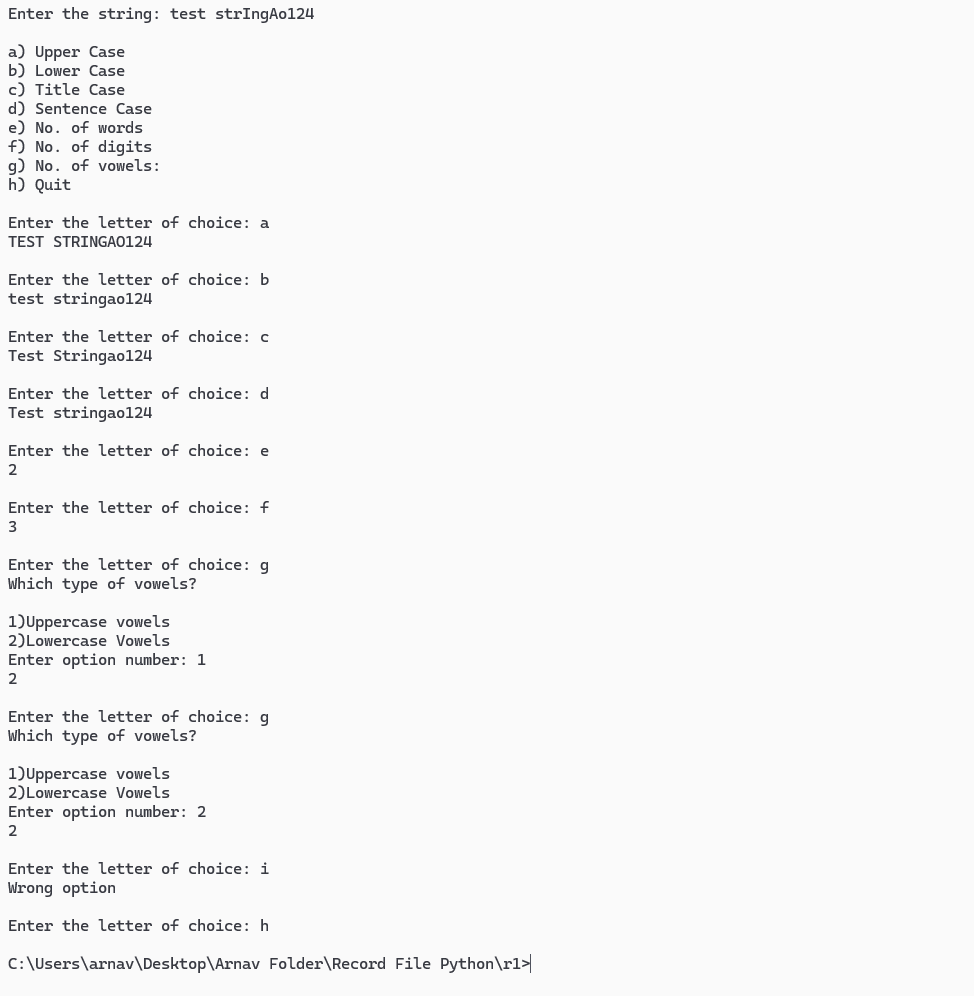 Enter the string: test strIngAo124
a) Upper Case
b) Lower Case
c) Title Case
d) Sentence Case
e) No. of words
f) No. of digits
g) No. of vowels:
h) Quit
Enter the letter of choice: a
TEST STRINGAO124
Enter the letter of choice: b
test stringao124
Enter the letter of choice: c
Test Stringao124
Enter the letter of choice: d
Test stringao124
Enter the letter of choice: e
2
Enter the letter of choice: f
3
Enter the letter of choice: g
Which type of vowels?
1)Uppercase vowels
2)Lowercase Vowels
Enter option number: 1
2
Enter the letter of choice: g
Which type of vowels?
1)Uppercase vowels
2)Lowercase Vowels
Enter option number: 2
2
Enter the letter of choice: i
Wrong option
Enter the letter of choice: h
C:\Users\arnav\Desktop\Arnav Folder\Record File Python\r1>